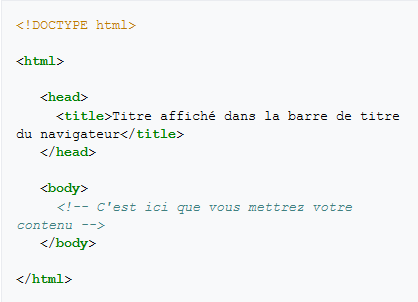 <!DOCTYPE html>
<html>
<head>
<title>Titre affiché dans la barre de titre
du navigateur</title>
</head>
<body>
<!-- C'est ici que vous mettrez votre
contenu -->
</body>
</html>